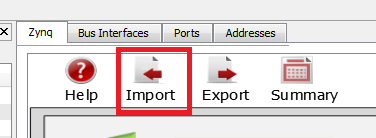 Zynq Bus Interfaces Ports Addresses
Help Import Export Summary